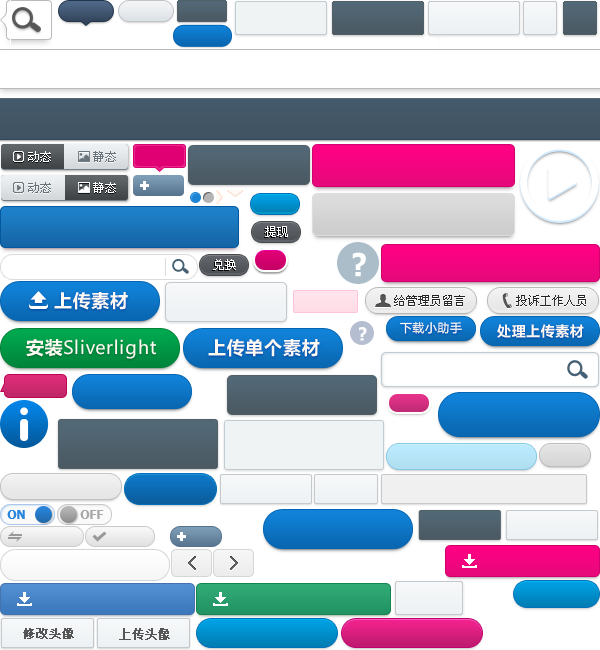 动态 静态
动态 静态
提现
兑换
上传素材
给管理员留言
投诉工作人员
安装Sliverlight
上传单个素材
下载小助手
处理上传素材
ON
OFF
修改头像
上传头像